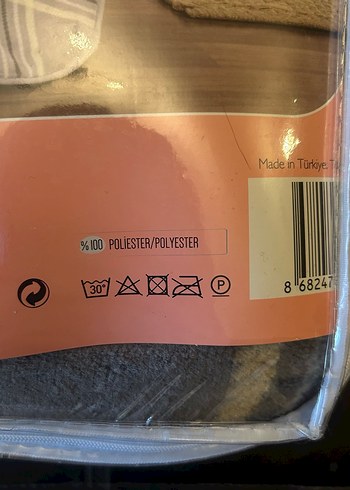 Made in Türkiye.
%100 POLİESTER/POLYESTER
30°
P
8 68247